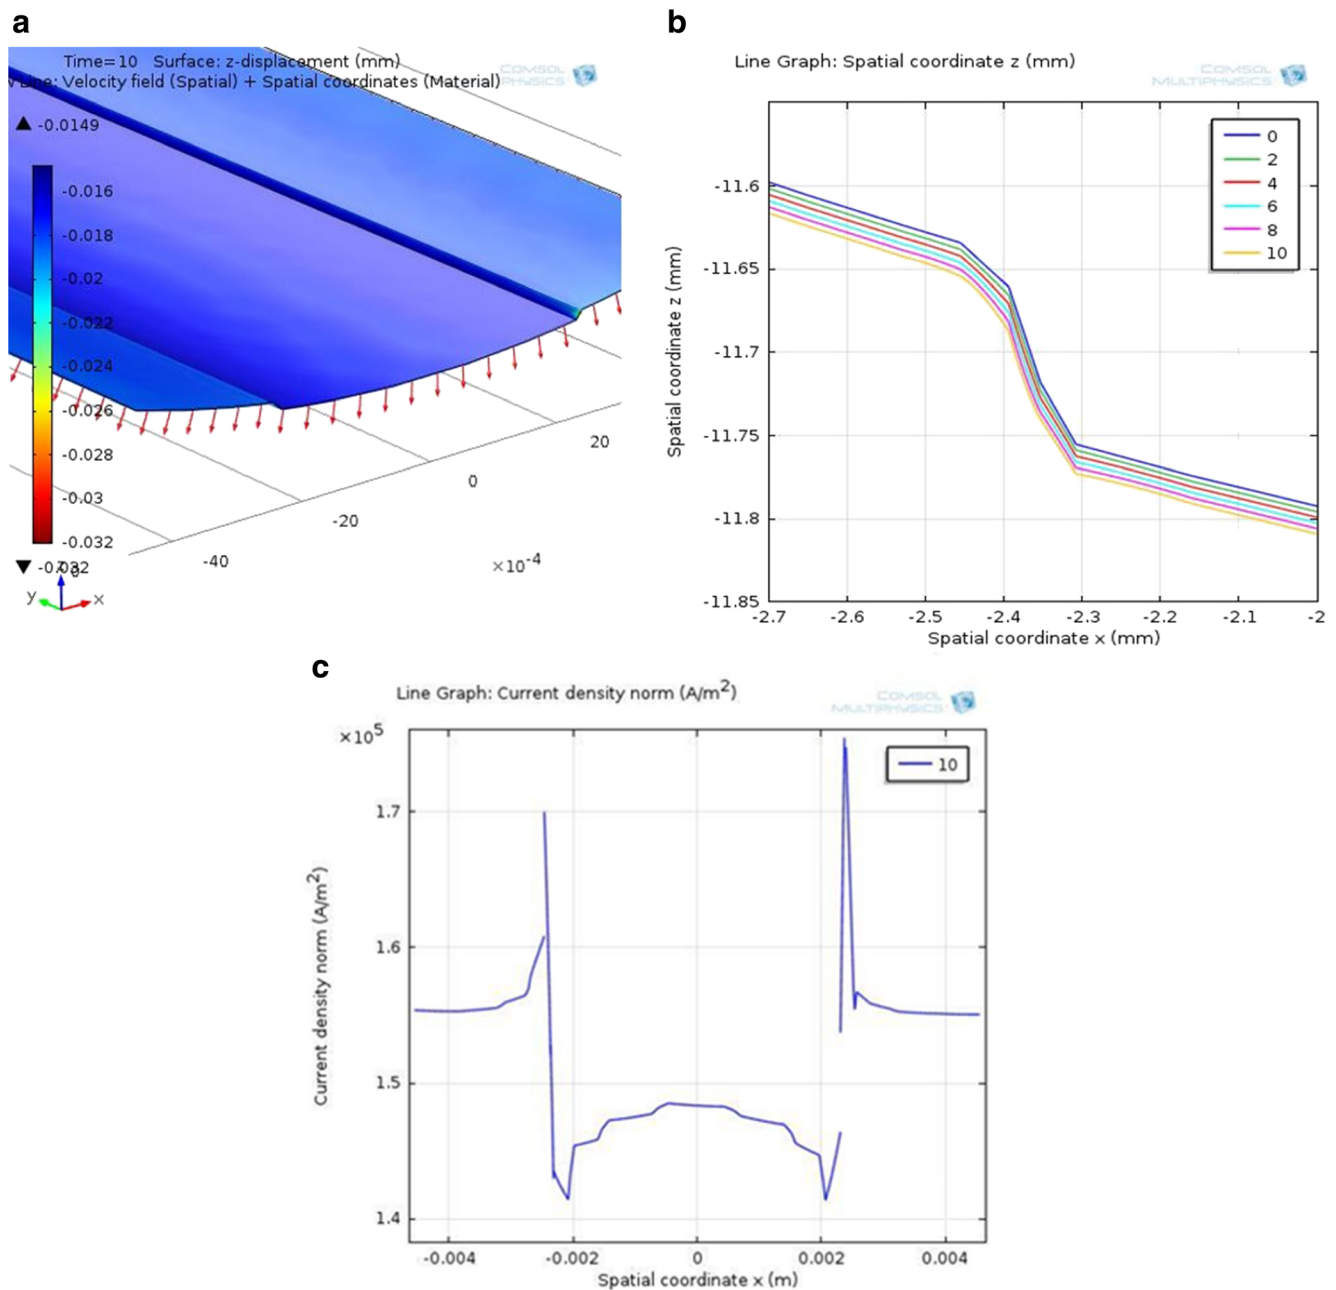 a
Time=10 Surface: z-displacement (mm)
Line: Velocity field (Spatial) + Spatial coordinates (Material)
COMSOL
MULTIPHYSICS
▲ -0.0149
-0.016
-0.018
-0.02
-0.022
-0.024
-0.026
-0.028
-0.03
-0.032
▼ -0.032
20
0
-20
-40
×10-4
z
y
x
b
Line Graph: Spatial coordinate z (mm)
COMSOL
MULTIPHYSICS
0
2
4
6
8
10
-11.6
-11.65
-11.7
-11.75
-11.8
-11.85
Spatial coordinate z (mm)
-2.7 -2.6 -2.5 -2.4 -2.3 -2.2 -2.1 -2
Spatial coordinate x (mm)
c
Line Graph: Current density norm (A/m2)
COMSOL
MULTIPHYSICS
×105
10
1.7
1.6
1.5
1.4
Current density norm (A/m2)
-0.004 -0.002 0 0.002 0.004
Spatial coordinate x (m)